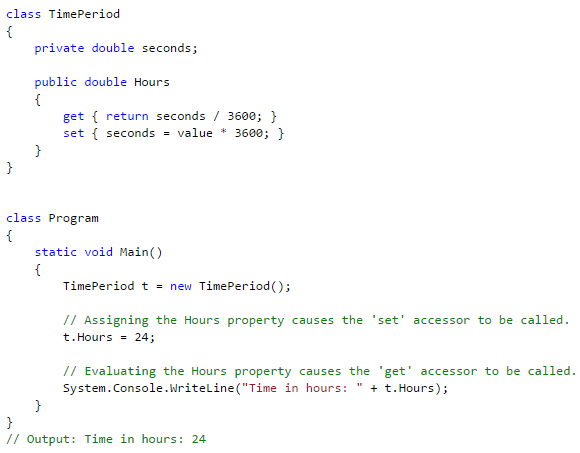 class TimePeriod
{
    private double seconds;

    public double Hours
    {
        get { return seconds / 3600; }
        set { seconds = value * 3600; }
    }
}


class Program
{
    static void Main()
    {
        TimePeriod t = new TimePeriod();

        // Assigning the Hours property causes the 'set' accessor to be called.
        t.Hours = 24;

        // Evaluating the Hours property causes the 'get' accessor to be called.
        System.Console.WriteLine("Time in hours: " + t.Hours);
    }
}
// Output: Time in hours: 24